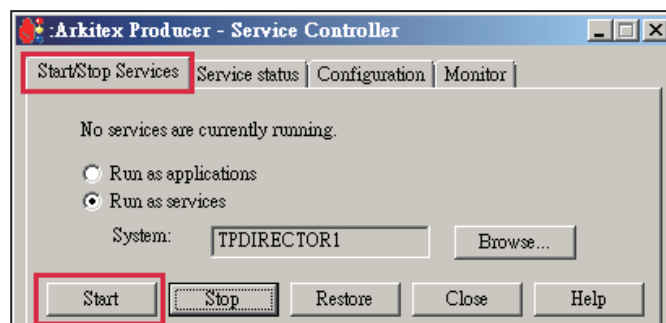 :Arkitex Producer - Service Controller
Start/Stop Services Service status Configuration Monitor
No services are currently running.
Run as applications
Run as services
System: TPDIRECTOR1 Browse...
Start Stop Restore Close Help